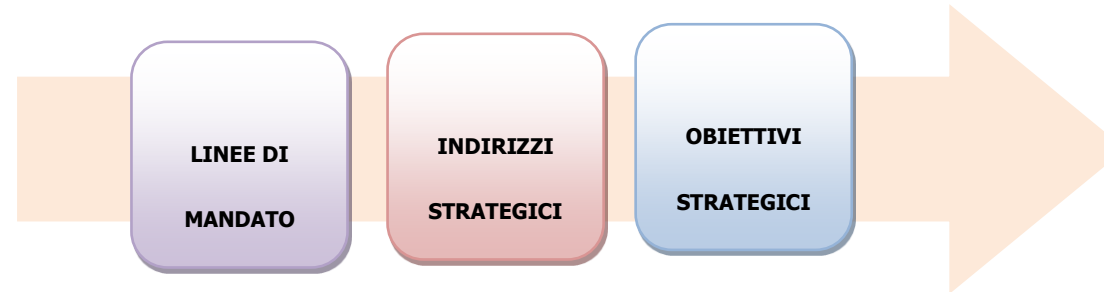 LINEE DI
MANDATO
INDIRIZZI
STRATEGICI
OBIETTIVI
STRATEGICI